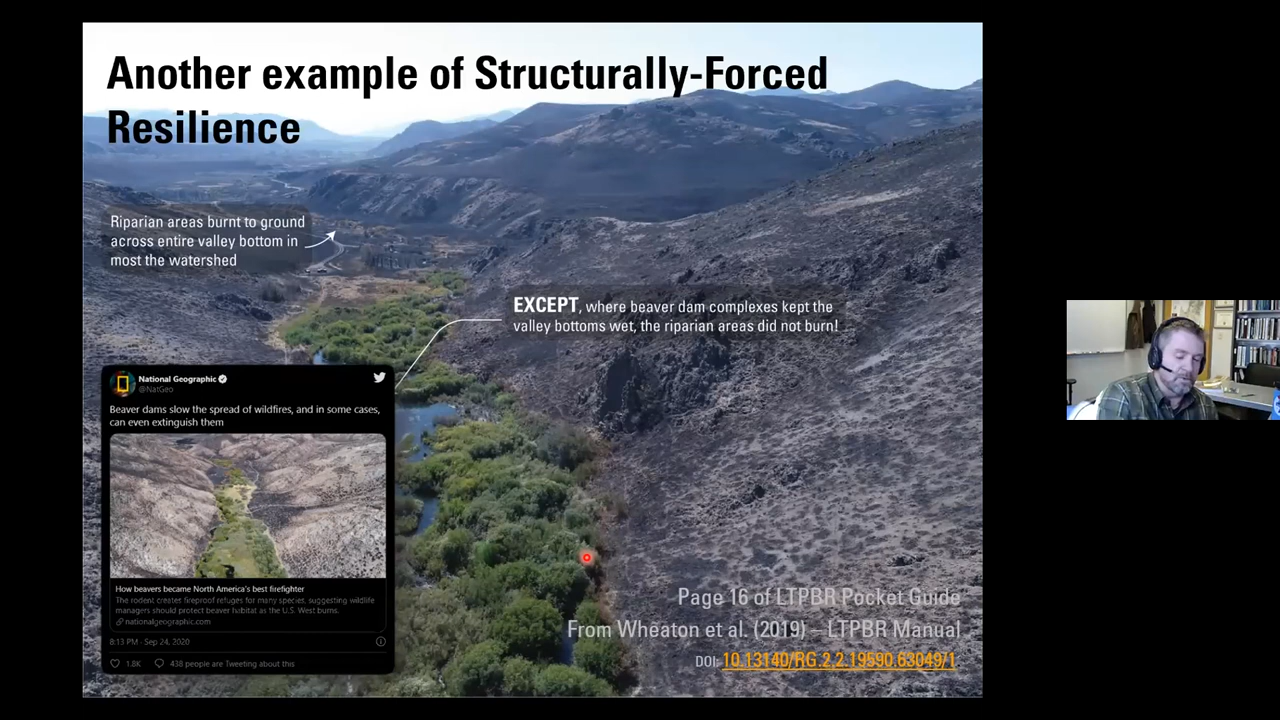 Another example of Structurally-Forced
Resilience
Riparian areas burnt to ground
across entire valley bottom in
most the watershed
EXCEPT, where beaver dam complexes kept the
valley bottoms wet, the riparian areas did not burn!
National Geographic
@NatGeo
Beaver dams slow the spread of wildfires, and in some cases,
can even extinguish them
How beavers became North America's best firefighter
The rodent creates fireproof refuges for many species, suggesting wildlife
managers should protect beaver habitat as the U.S. West burns.
nationalgeographic.com
8:13 PM · Sep 24, 2020
1.8K 438 people are Tweeting about this
Page 16 of LTPBR Pocket Guide
From Wheaton et al. (2019) – LTPBR Manual
DOI: 10.13140/RG.2.2.19590.63049/1